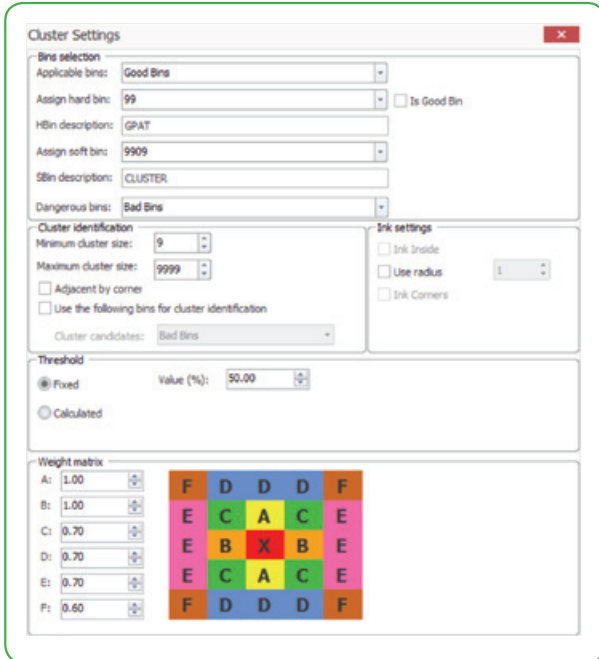 Cluster Settings
Bins selection
Applicable bins: Good Bins
Assign hard bin: 99 Is Good Bin
HBin description: GPAT
Assign soft bin: 9909
SBin description: CLUSTER
Dangerous bins: Bad Bins
Cluster identification
Minimum cluster size: 9
Maximum cluster size: 9999
Adjacent by corner
Use the following bins for cluster identification
Cluster candidates: Bad Bins
Ink settings
Ink Inside
Use radius 1
Ink Corners
Threshold
Fixed Value (%): 50.00
Calculated
Weight matrix
A: 1.00
B: 1.00
C: 0.70
D: 0.70
E: 0.70
F: 0.60
F D D D F
E C A C E
E B X B E
E C A C E
F D D D F